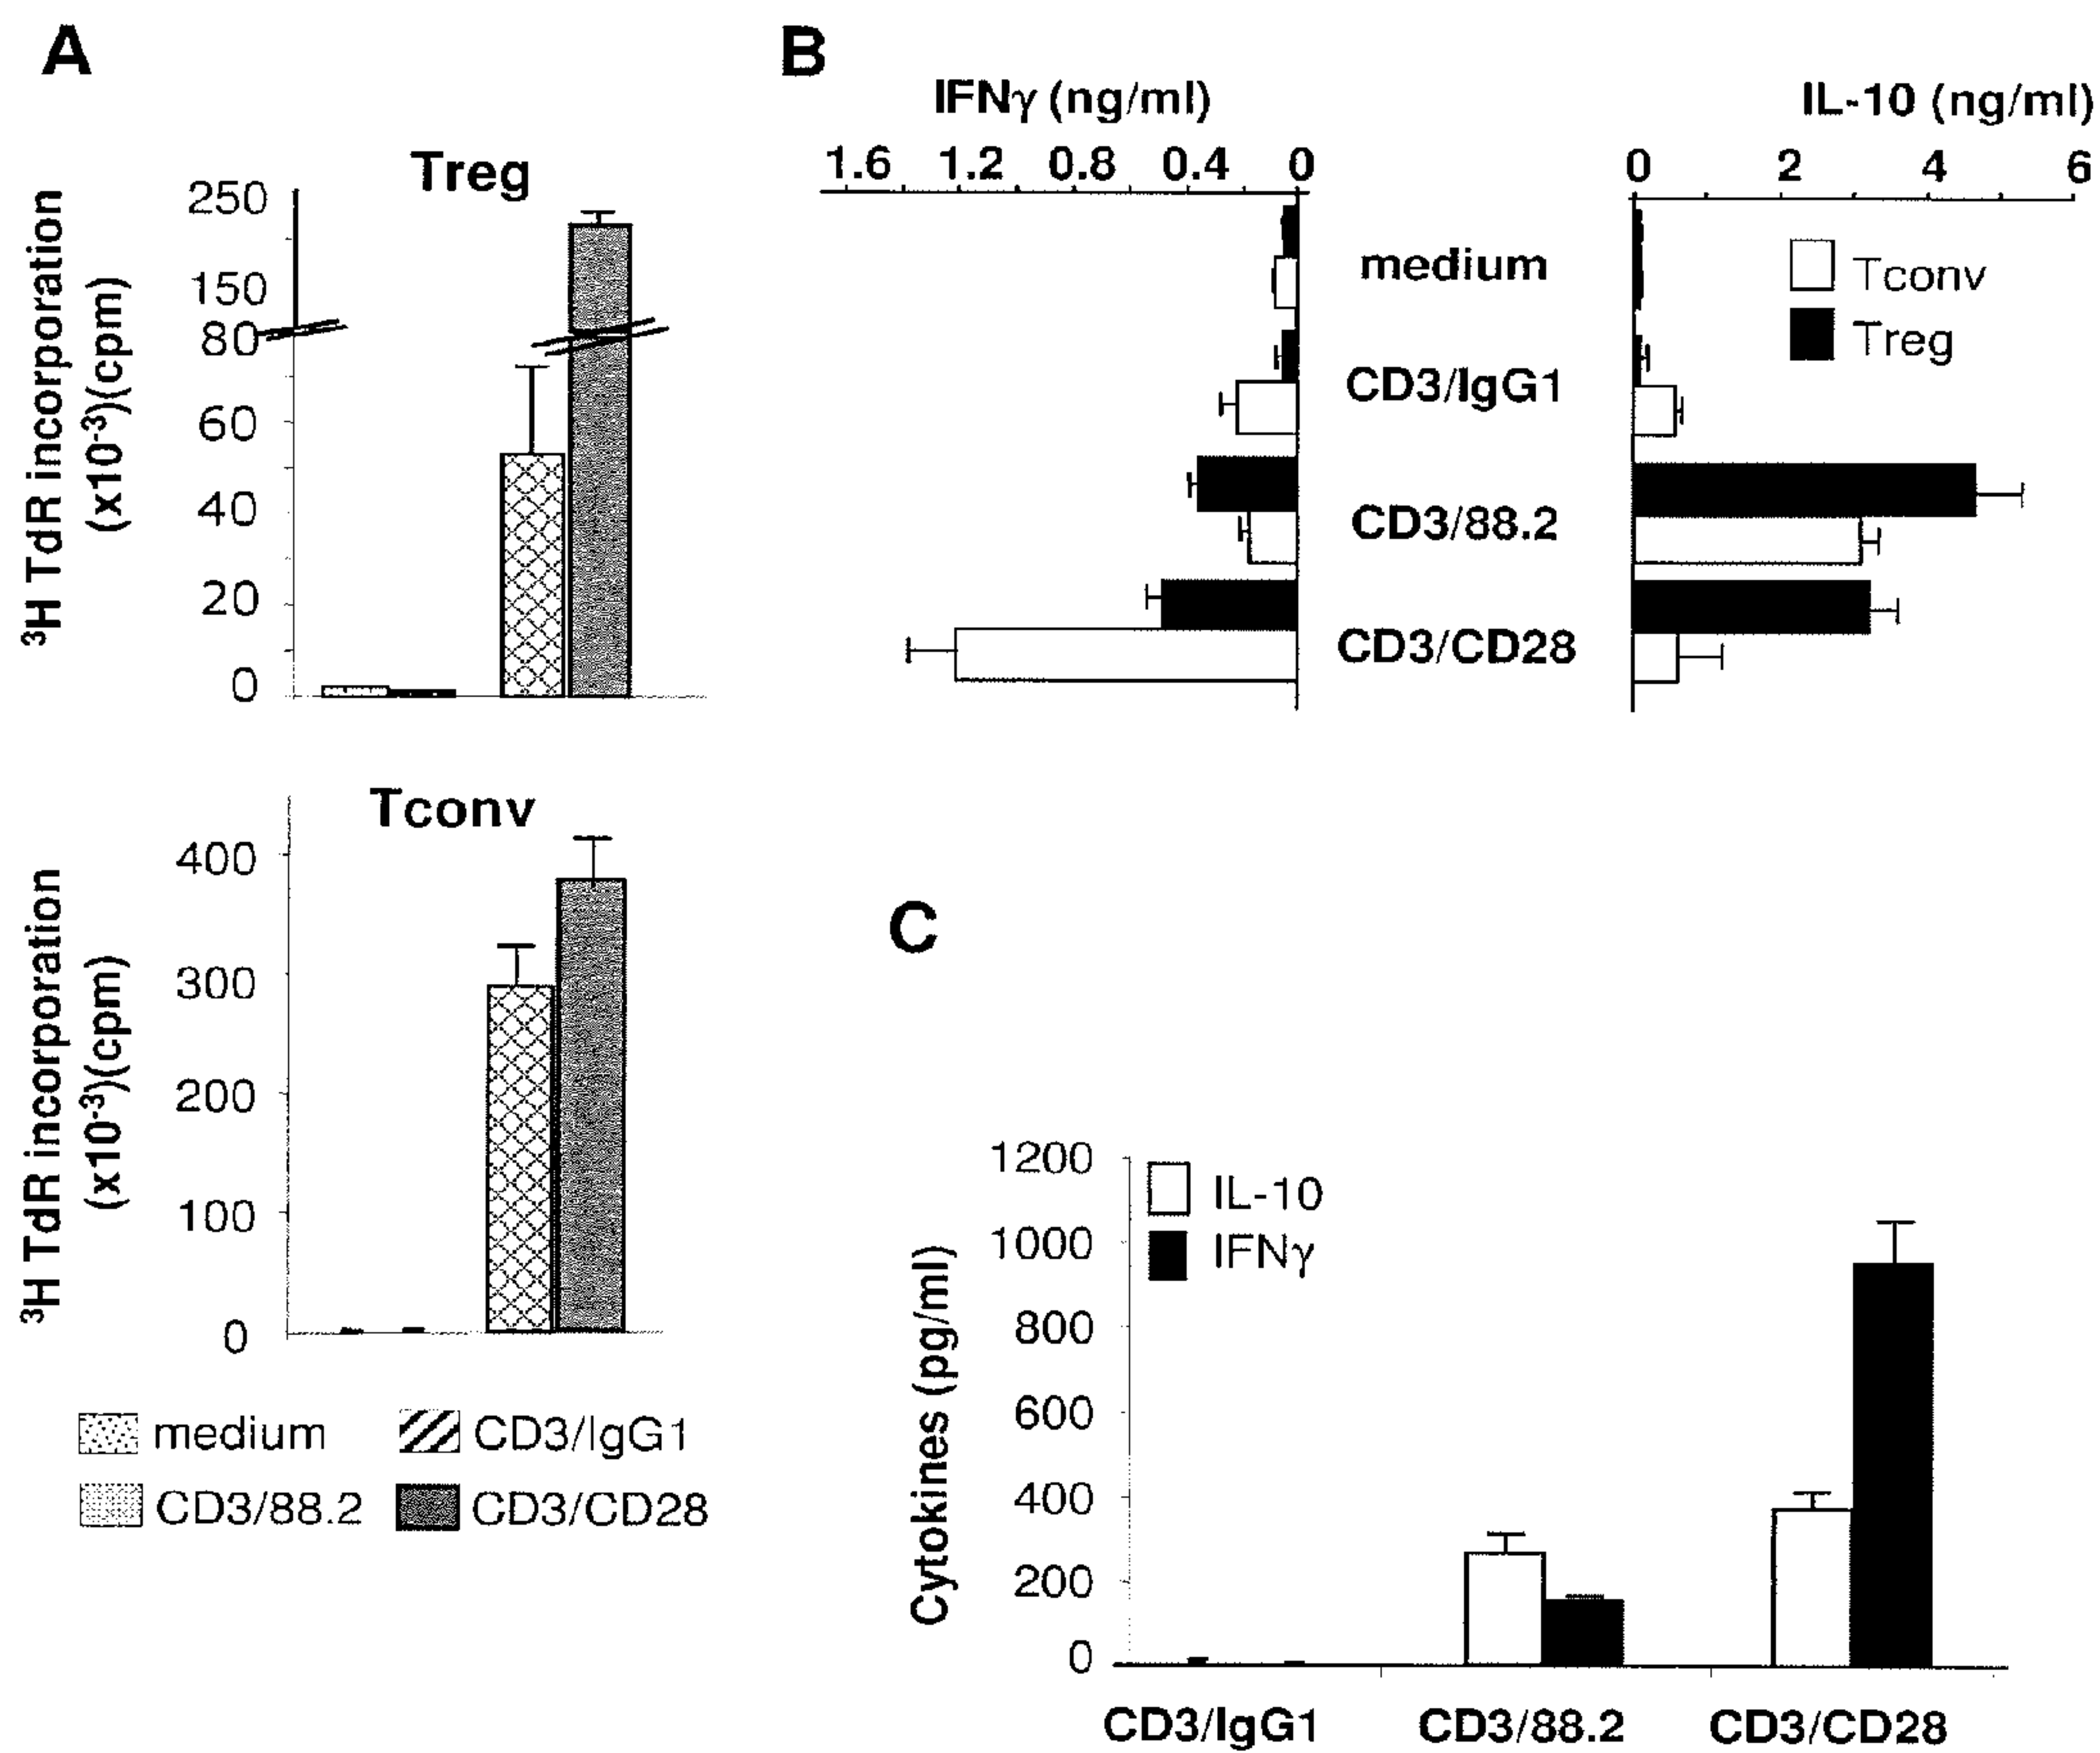 A
Treg
³H TdR incorporation
(x10⁻³)(cpm)
250
150
80
60
40
20
0
Tconv
³H TdR incorporation
(x10⁻³)(cpm)
400
300
200
100
0
medium
CD3/IgG1
CD3/88.2
CD3/CD28
B
IFNγ (ng/ml)
1.6 1.2 0.8 0.4 0
IL-10 (ng/ml)
0 2 4 6
medium
CD3/IgG1
CD3/88.2
CD3/CD28
Tconv
Treg
C
Cytokines (pg/ml)
1200
1000
800
600
400
200
0
IL-10
IFNγ
CD3/IgG1 CD3/88.2 CD3/CD28